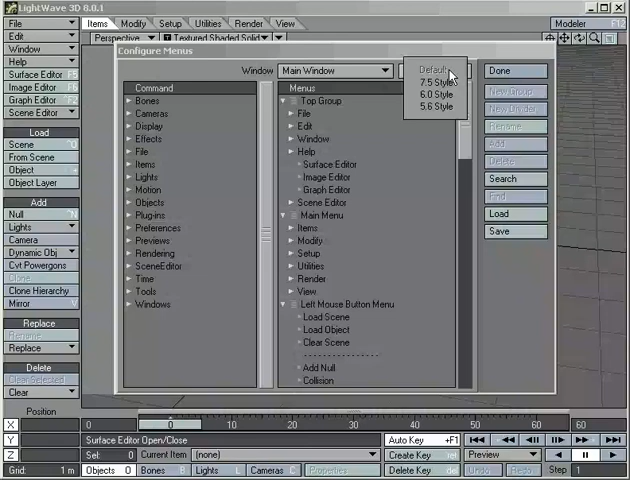 LightWave 3D 8.0.1
File
Items Modify Setup Utilities Render View
Modeler F12
Edit
Perspective Textured Shaded Solid
Window
Help
Surface Editor F5
Image Editor F6
Graph Editor F2
Scene Editor
Load
Scene ^O
From Scene
Object +
Object Layer
Add
Null ^N
Lights
Camera
Dynamic Obj
Cvt Powergons
Clone
Clone Hierarchy
Mirror V
Replace
Rename
Replace
Delete
Clear Selected
Clear
Configure Menus
Window Main Window
Default
7.5 Style
6.0 Style
5.6 Style
Command
Bones
Cameras
Display
Effects
File
Items
Lights
Motion
Objects
Plug-ins
Preferences
Previews
Rendering
SceneEditor
Time
Tools
Windows
Menus
Top Group
File
Edit
Window
Help
Surface Editor
Image Editor
Graph Editor
Scene Editor
Main Menu
Items
Modify
Setup
Utilities
Render
View
Left Mouse Button Menu
Load Scene
Load Object
Clear Scene
------------------
Add Null
Collision
Done
New Group
New Divider
Rename
Add
Delete
Search
Find
Load
Save
Position
X 0 0 10 20 30 40 50 60 60
Y Surface Editor Open/Close Auto Key +F1
Z Sel: 0 Current Item (none) Create Key ret Preview
Grid: 1 m Objects O Bones B Lights L Cameras C Properties Delete Key del Undo Redo Step 1